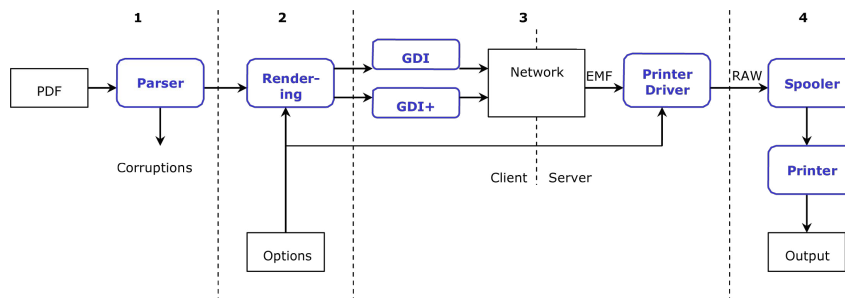 1
2
3
4
PDF
Parser
Corruptions
Render-
ing
Options
GDI
GDI+
Network
Client
Server
EMF
Printer
Driver
RAW
Spooler
Printer
Output